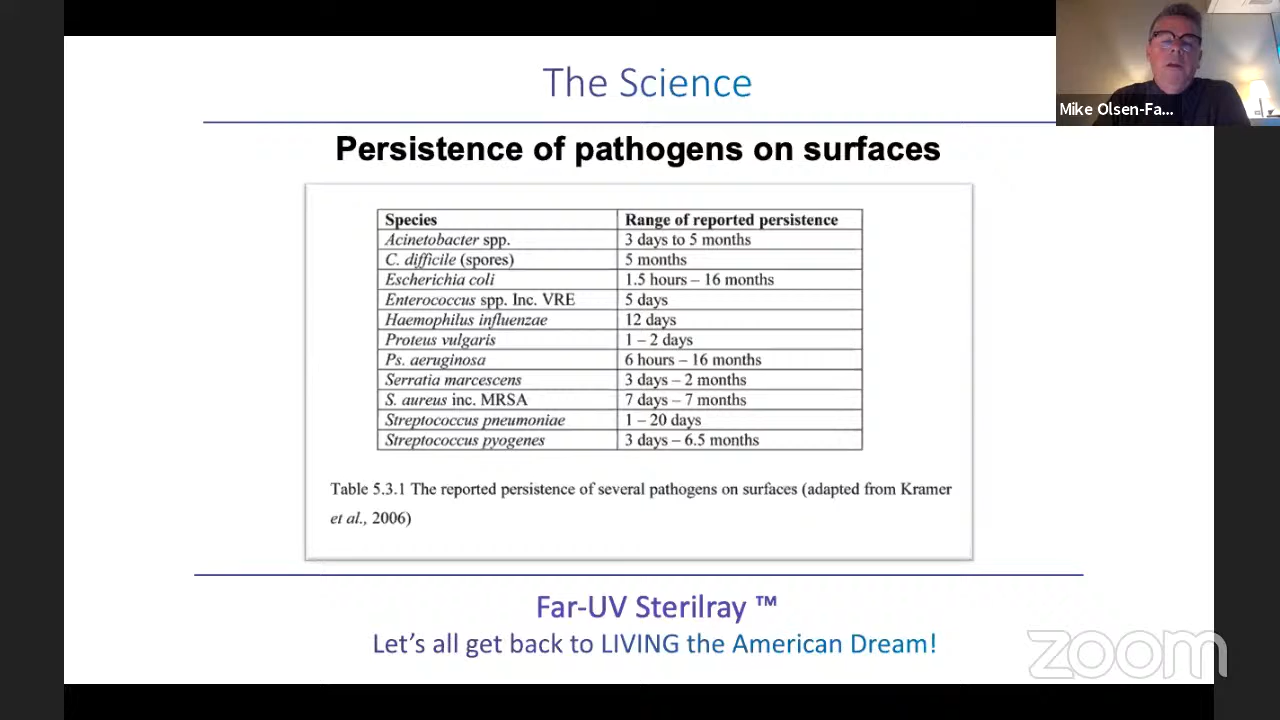 The Science
Mike Olsen-Fa...
Persistence of pathogens on surfaces
Species Range of reported persistence
Acinetobacter spp. 3 days to 5 months
C. difficile (spores) 5 months
Escherichia coli 1.5 hours – 16 months
Enterococcus spp. Inc. VRE 5 days
Haemophilus influenzae 12 days
Proteus vulgaris 1 – 2 days
Ps. aeruginosa 6 hours – 16 months
Serratia marcescens 3 days – 2 months
S. aureus inc. MRSA 7 days – 7 months
Streptococcus pneumoniae 1 – 20 days
Streptococcus pyogenes 3 days – 6.5 months
Table 5.3.1 The reported persistence of several pathogens on surfaces (adapted from Kramer
et al., 2006)
Far-UV Sterilray ™
Let’s all get back to LIVING the American Dream!
zoom